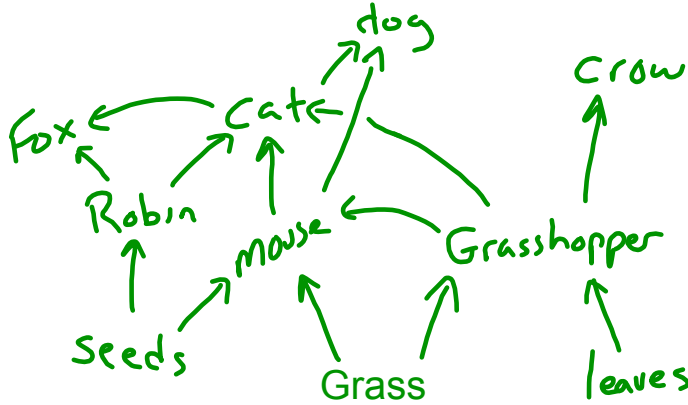 dog
crow
Cat
Fox
Robin
mouse
Grasshopper
seeds
Grass
leaves